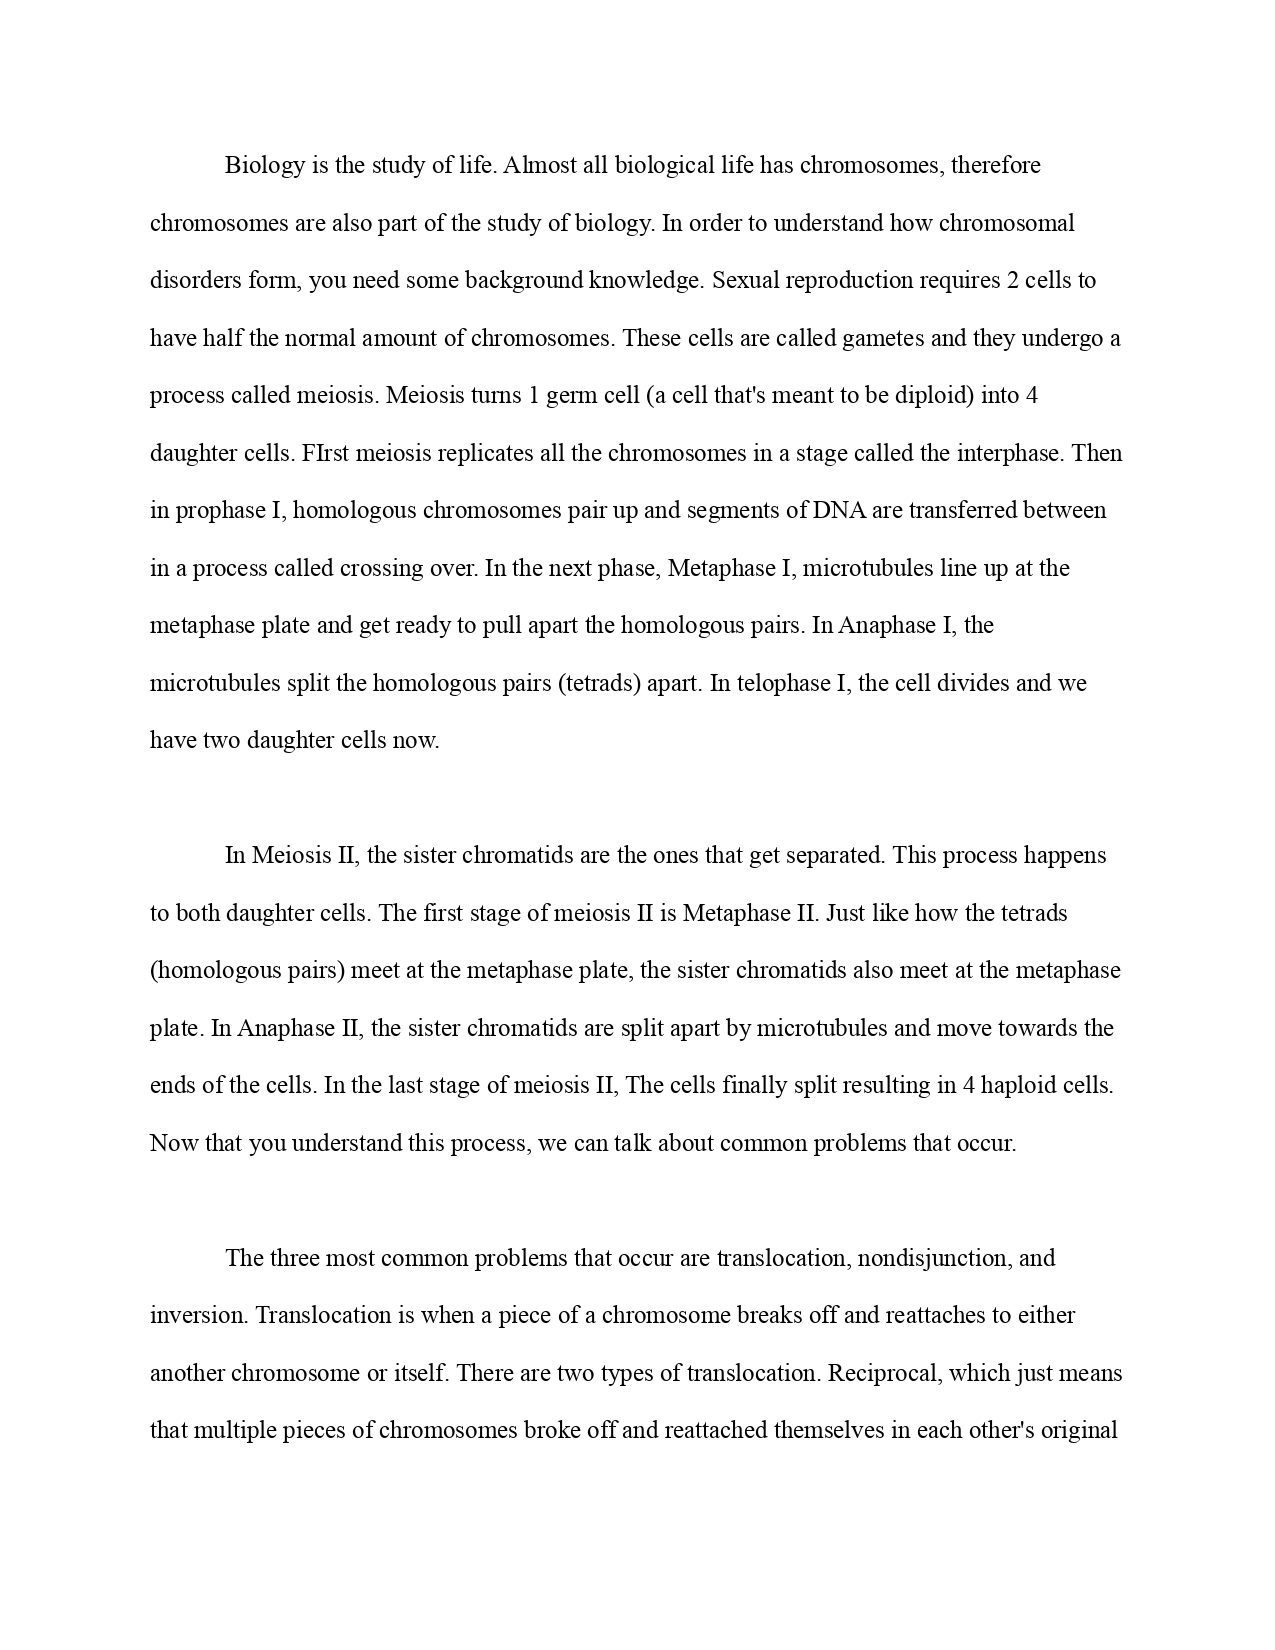 Biology is the study of life. Almost all biological life has chromosomes, therefore
chromosomes are also part of the study of biology. In order to understand how chromosomal
disorders form, you need some background knowledge. Sexual reproduction requires 2 cells to
have half the normal amount of chromosomes. These cells are called gametes and they undergo a
process called meiosis. Meiosis turns 1 germ cell (a cell that's meant to be diploid) into 4
daughter cells. FIrst meiosis replicates all the chromosomes in a stage called the interphase. Then
in prophase I, homologous chromosomes pair up and segments of DNA are transferred between
in a process called crossing over. In the next phase, Metaphase I, microtubules line up at the
metaphase plate and get ready to pull apart the homologous pairs. In Anaphase I, the
microtubules split the homologous pairs (tetrads) apart. In telophase I, the cell divides and we
have two daughter cells now.
In Meiosis II, the sister chromatids are the ones that get separated. This process happens
to both daughter cells. The first stage of meiosis II is Metaphase II. Just like how the tetrads
(homologous pairs) meet at the metaphase plate, the sister chromatids also meet at the metaphase
plate. In Anaphase II, the sister chromatids are split apart by microtubules and move towards the
ends of the cells. In the last stage of meiosis II, The cells finally split resulting in 4 haploid cells.
Now that you understand this process, we can talk about common problems that occur.
The three most common problems that occur are translocation, nondisjunction, and
inversion. Translocation is when a piece of a chromosome breaks off and reattaches to either
another chromosome or itself. There are two types of translocation. Reciprocal, which just means
that multiple pieces of chromosomes broke off and reattached themselves in each other's original